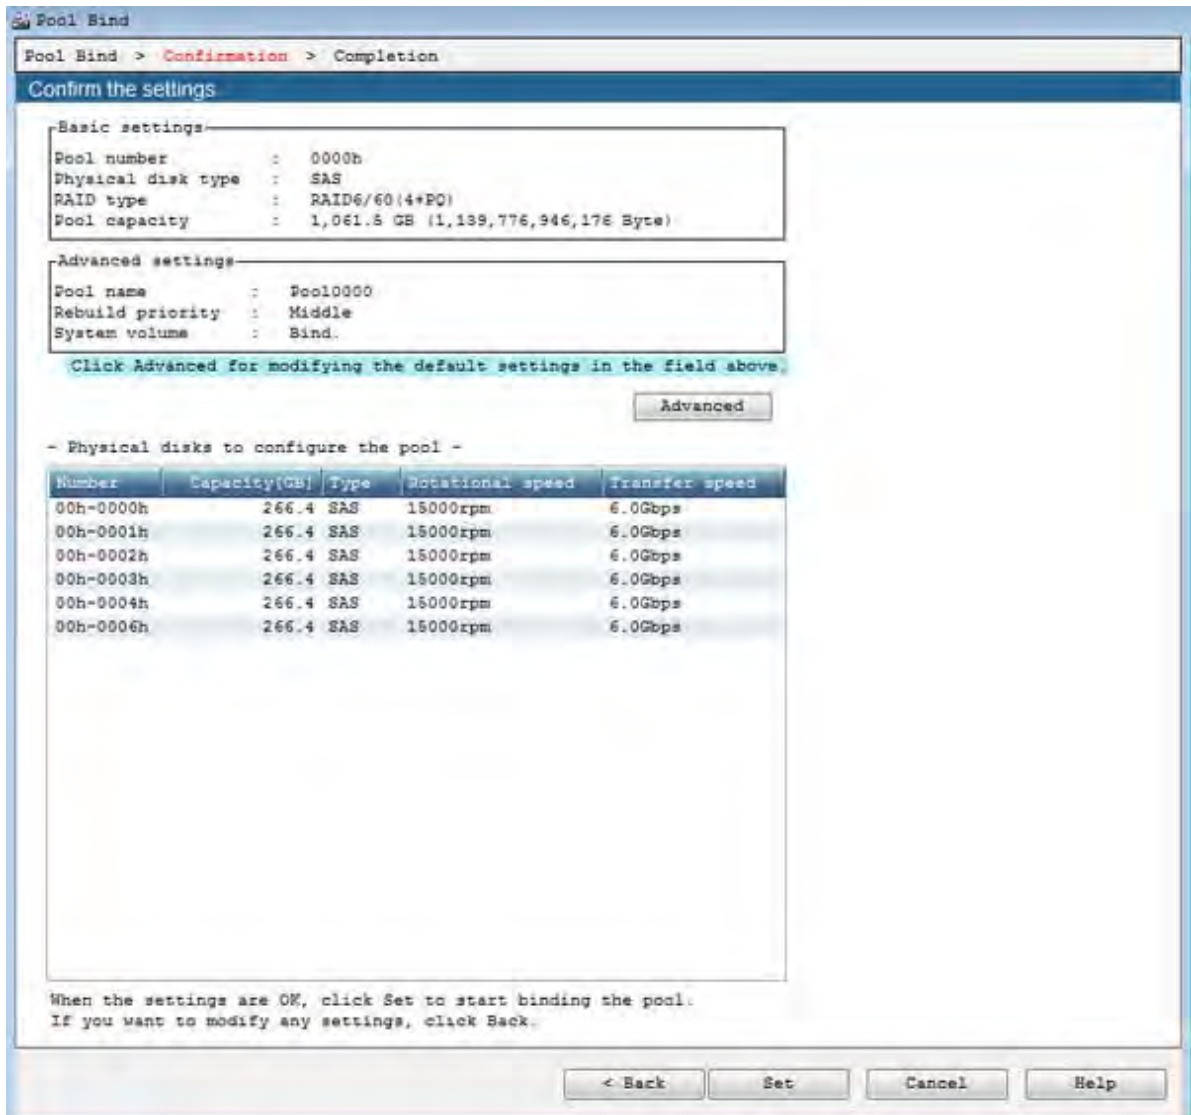 Pool Bind
Pool Bind > Confirmation > Completion
Confirm the settings
Basic settings
Pool number : 0000h
Physical disk type : SAS
RAID type : RAID6/60(4+PQ)
Pool capacity : 1,061.5 GB (1,139,776,946,176 Byte)
Advanced settings
Pool name : Pool0000
Rebuild priority : Middle
System volume : Bind.
Click Advanced for modifying the default settings in the field above.
Advanced
- Physical disks to configure the pool -
Number Capacity[GB] Type Rotational speed Transfer speed
00h-0000h 266.4 SAS 15000rpm 6.0Gbps
00h-0001h 266.4 SAS 15000rpm 6.0Gbps
00h-0002h 266.4 SAS 15000rpm 6.0Gbps
00h-0003h 266.4 SAS 15000rpm 6.0Gbps
00h-0004h 266.4 SAS 15000rpm 6.0Gbps
00h-0006h 266.4 SAS 15000rpm 6.0Gbps
When the settings are OK, click Set to start binding the pool.
If you want to modify any settings, click Back.
< Back Set Cancel Help